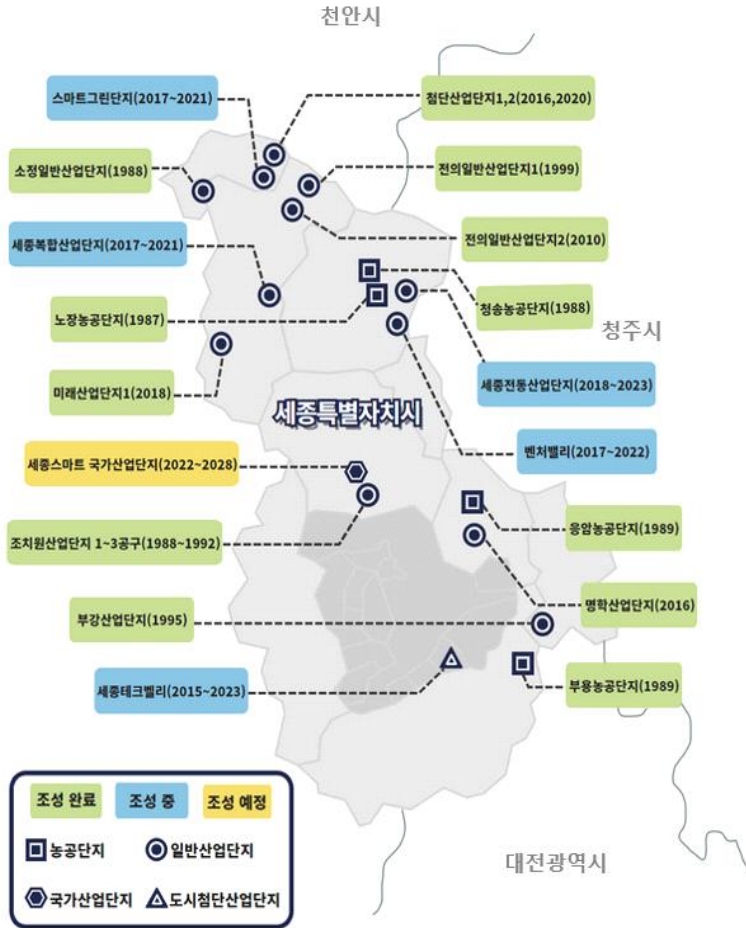 천안시
스마트그린단지(2017~2021)
첨단산업단지1,2(2016,2020)
소정일반산업단지(1988)
전의일반산업단지1(1999)
세종복합산업단지(2017~2021)
전의일반산업단지2(2010)
노장농공단지(1987)
청송농공단지(1988)
청주시
미래산업단지1(2018)
세종전동산업단지(2018~2023)
세종특별자치시
벤처밸리(2017~2022)
세종스마트 국가산업단지(2022~2028)
조치원산업단지 1~3공구(1988~1992)
응암농공단지(1989)
부강산업단지(1995)
명학산업단지(2016)
세종테크벨리(2015~2023)
부용농공단지(1989)
조성 완료
조성 중
조성 예정
농공단지
일반산업단지
국가산업단지
도시첨단산업단지
대전광역시